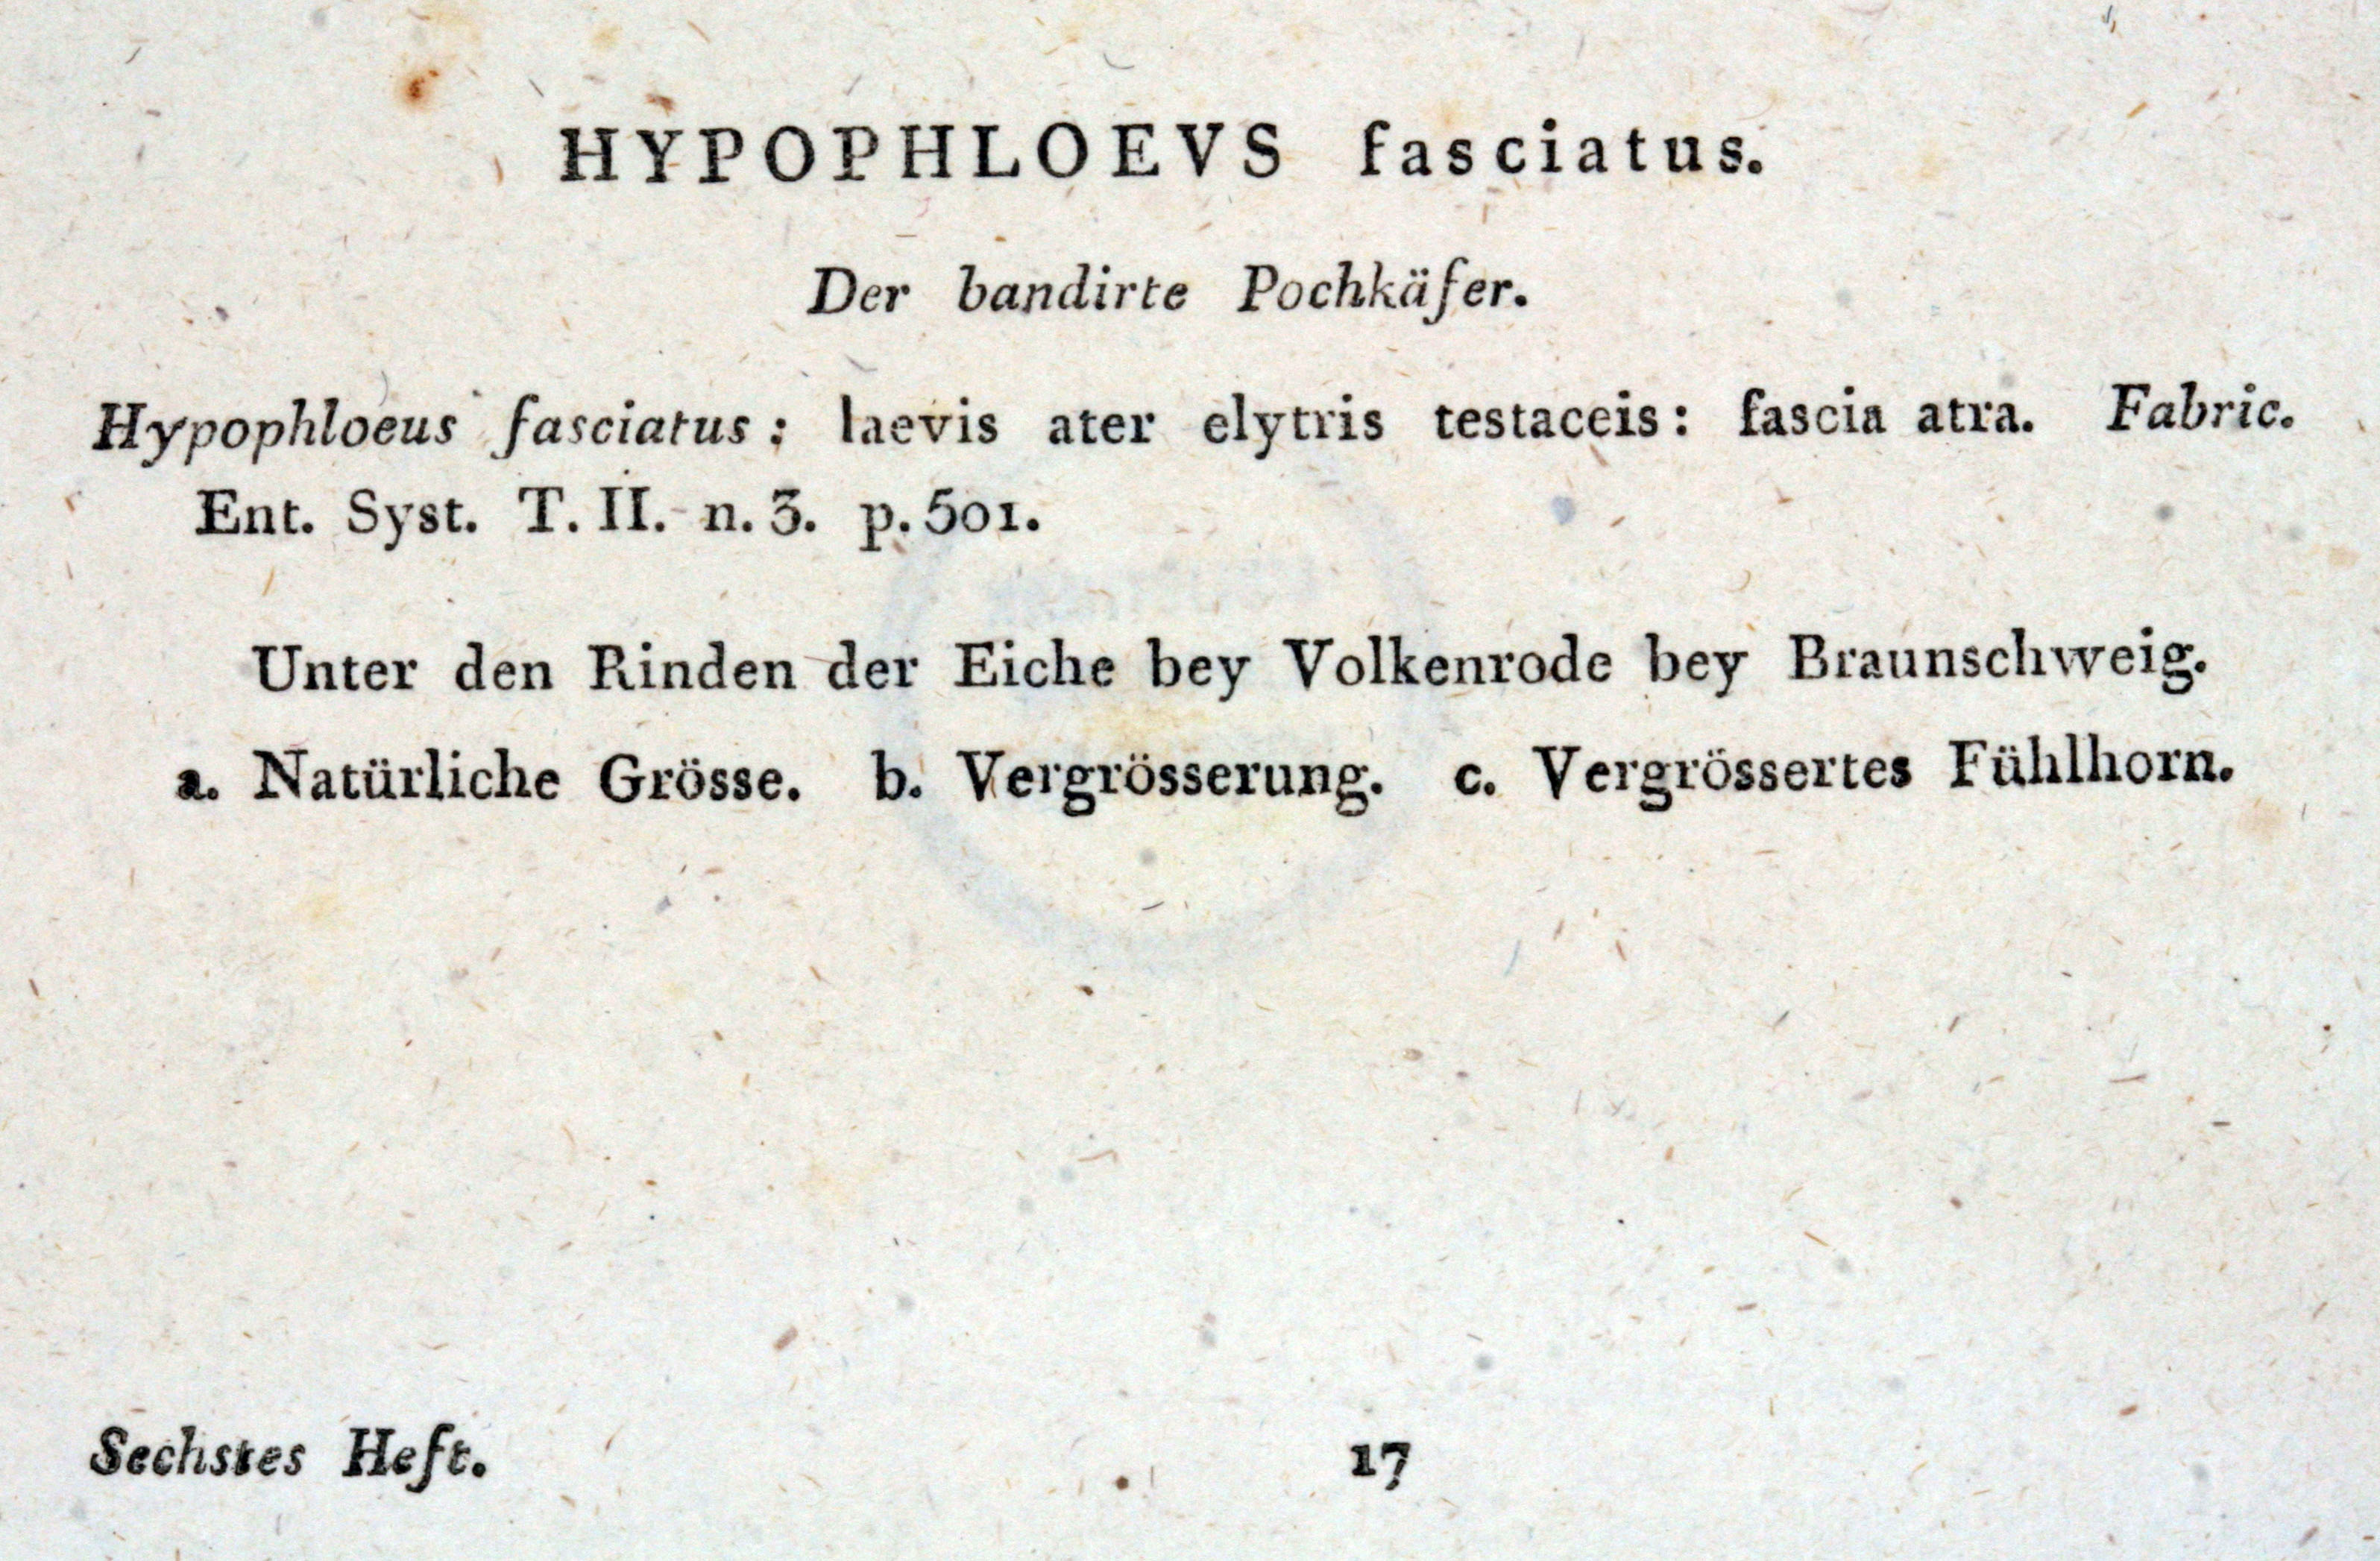 HYPOPHLOEVS fasciatus.
Der bandirte Pochkäfer.
Hypophloeus fasciatus: laevis ater elytris testaceis: fascia atra. Fabric.
Ent. Syst. T. II. n. 3. p. 501.
Unter den Rinden der Eiche bey Volkenrode bey Braunschweig.
a. Natürliche Grösse. b. Vergrösserung. c. Vergrössertes Fühlhorn.
Sechstes Heft. 17